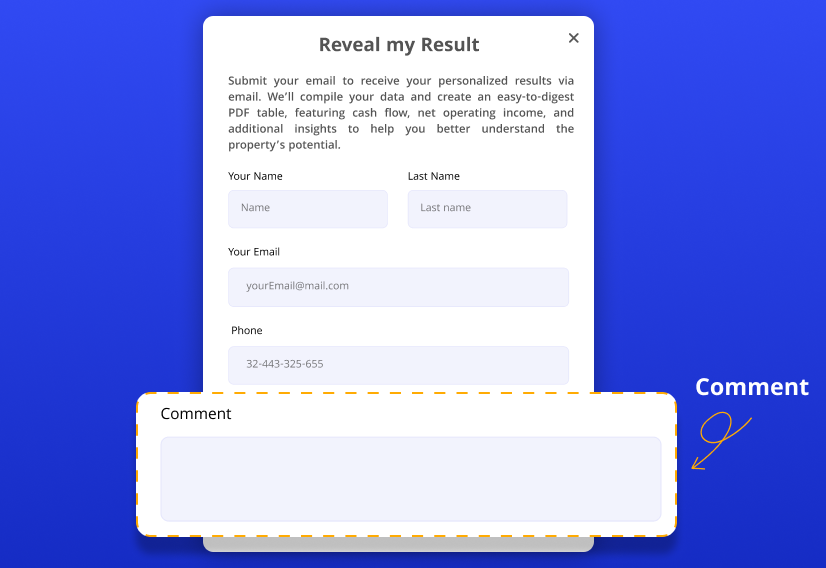 Reveal my Result
Submit your email to receive your personalized results via
email. We’ll compile your data and create an easy-to-digest
PDF table, featuring cash flow, net operating income, and
additional insights to help you better understand the
property’s potential.
Your Name
Last Name
Name
Last name
Your Email
yourEmail@mail.com
Phone
32-443-325-655
Comment
Comment